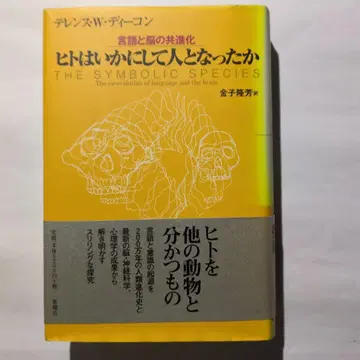 テレンス・W・ディーコン
言語と脳の共進化
ヒトはいかにして人となったか
THE SYMBOLIC SPECIES
The co-evolution of language and the brain
金子隆芳 訳
ヒトを
他の動物と
分かつもの
言語と意識の起源を
200万年の人類進化史と
最新の脳・神経科学、
心理学の成果から
解き明かす
スリリングな探究